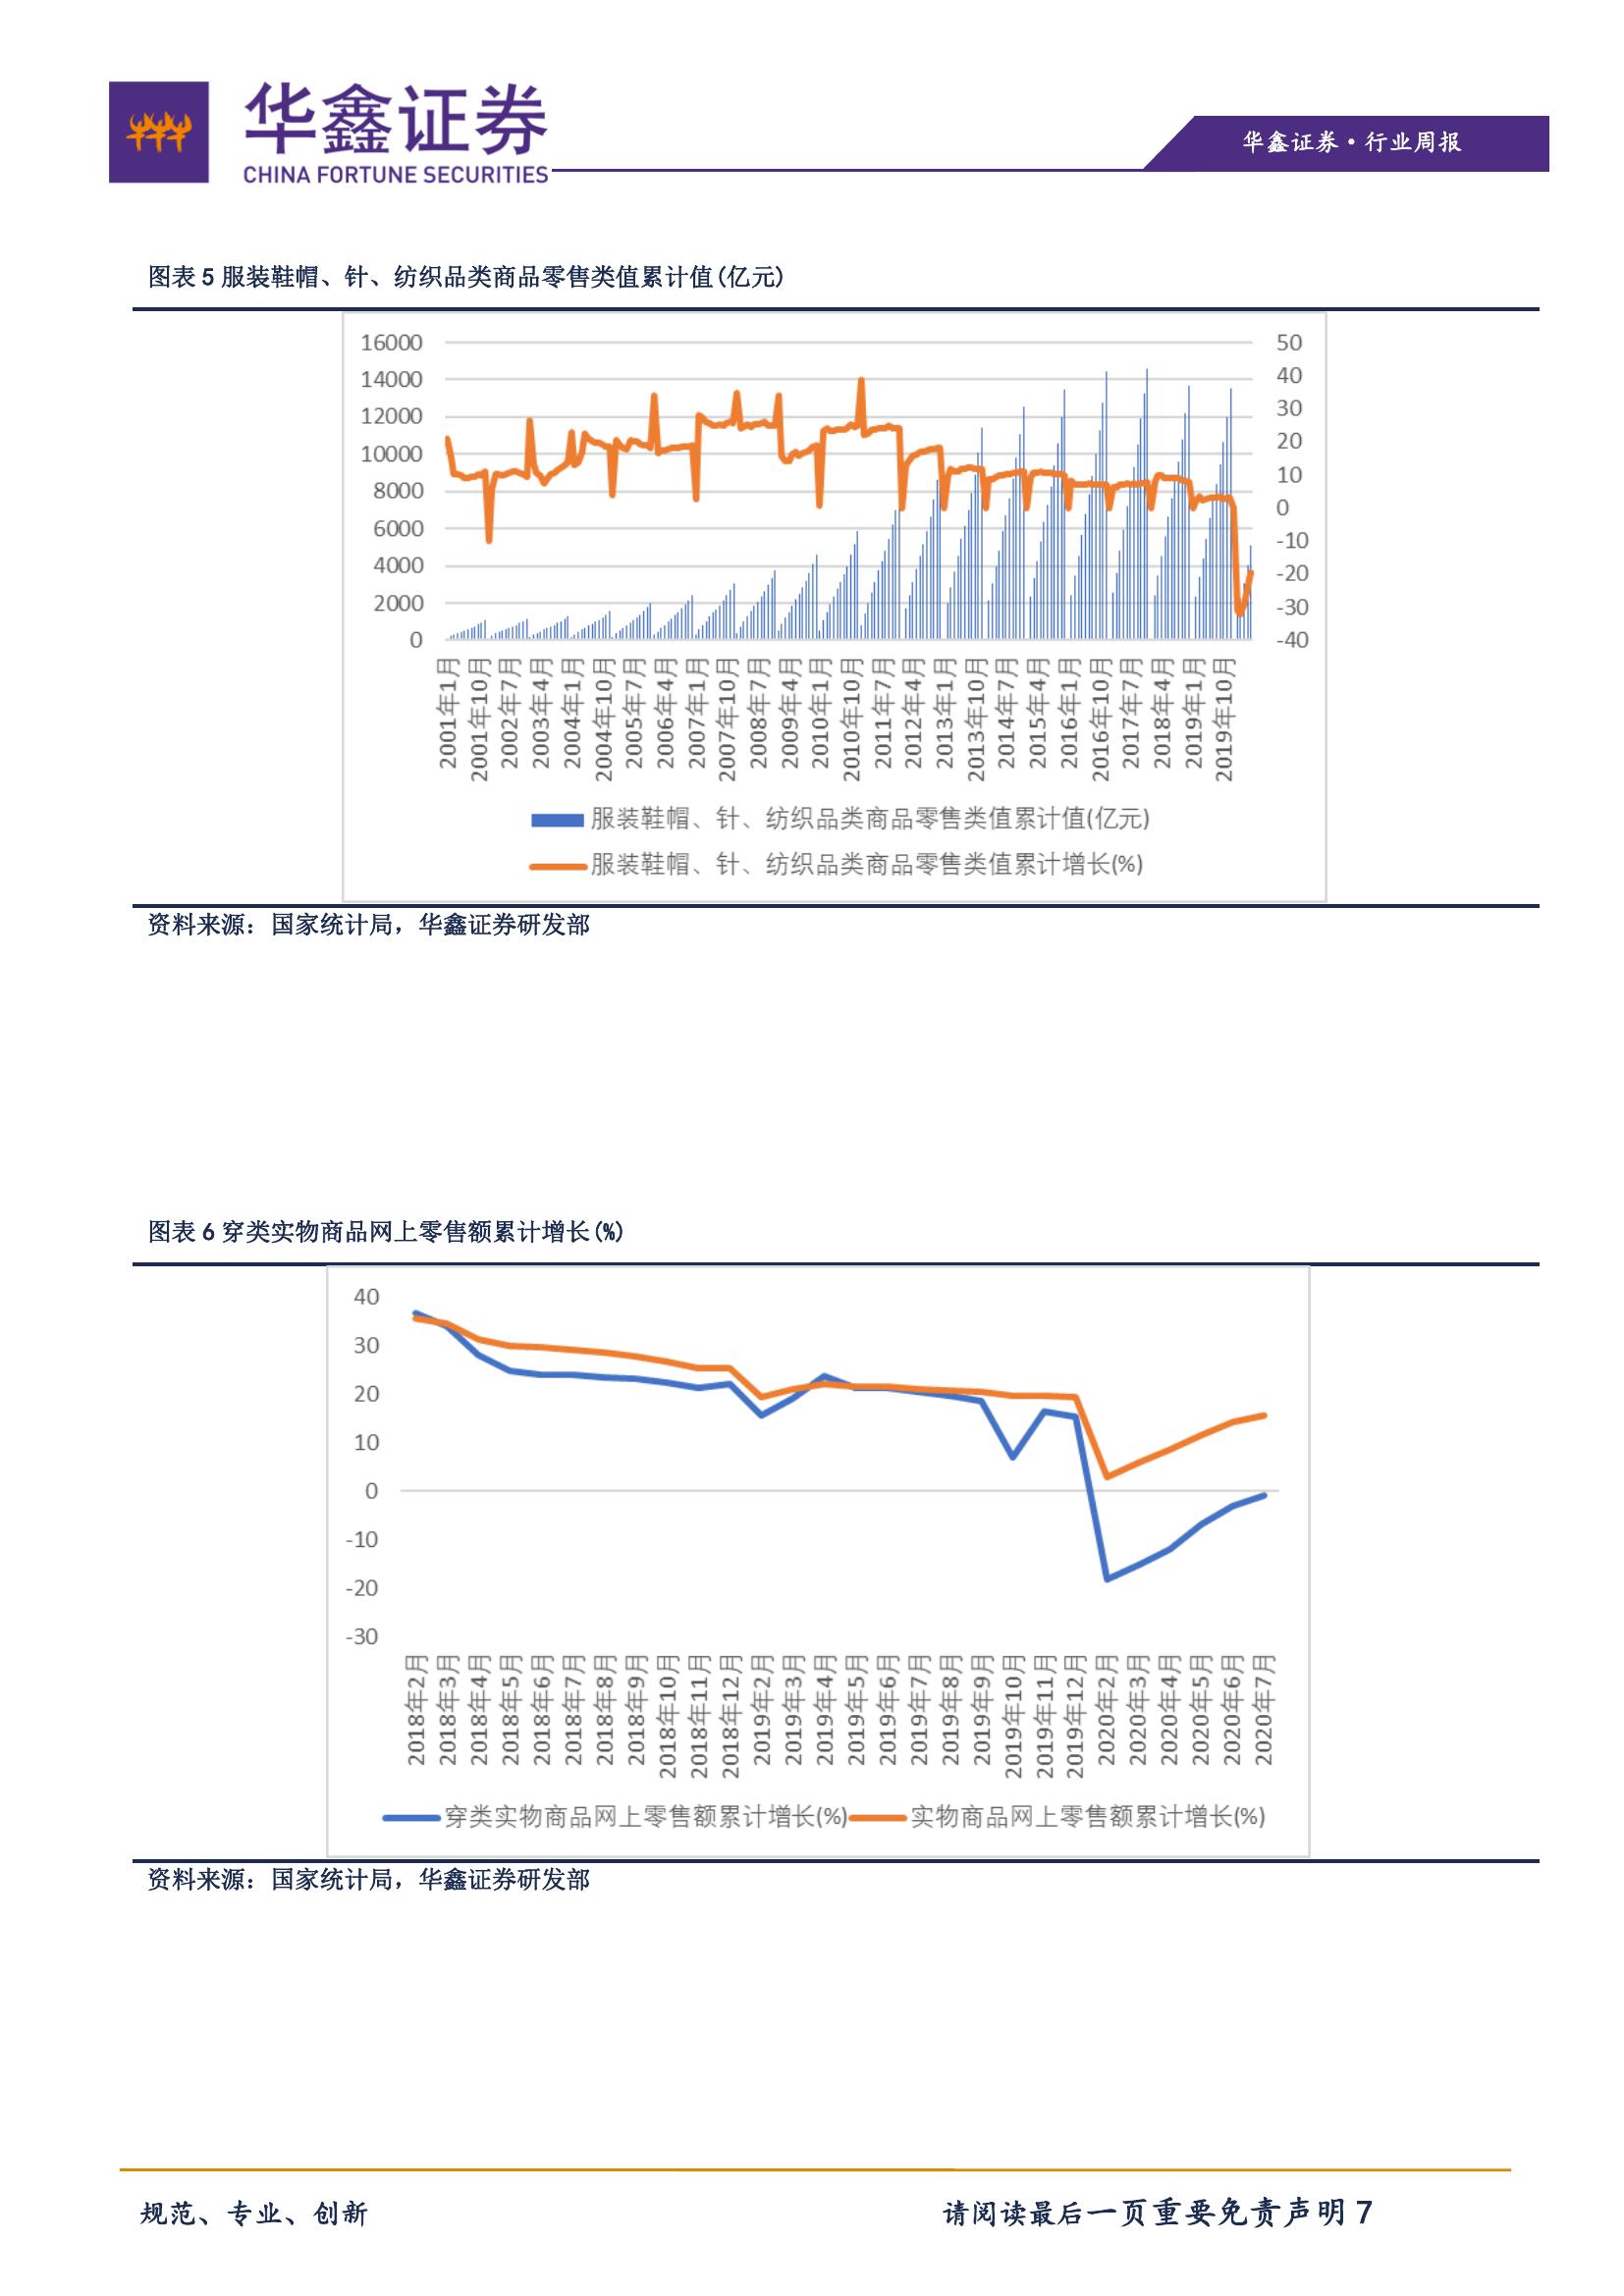 华鑫证券
CHINA FORTUNE SECURITIES
华鑫证券·行业周报
图表 5 服装鞋帽、针、纺织品类商品零售类值累计值(亿元)
16000
14000
12000
10000
8000
6000
4000
2000
0
50
40
30
20
10
0
-10
-20
-30
-40
2001年1月
2001年10月
2002年7月
2003年4月
2004年1月
2004年10月
2005年7月
2006年4月
2007年1月
2007年10月
2008年7月
2009年4月
2010年1月
2010年10月
2011年7月
2012年4月
2013年1月
2013年10月
2014年7月
2015年4月
2016年1月
2016年10月
2017年7月
2018年4月
2019年1月
2019年10月
服装鞋帽、针、纺织品类商品零售类值累计值(亿元)
服装鞋帽、针、纺织品类商品零售类值累计增长(%)
资料来源：国家统计局，华鑫证券研发部
图表 6 穿类实物商品网上零售额累计增长(%)
40
30
20
10
0
-10
-20
-30
2018年2月
2018年3月
2018年4月
2018年5月
2018年6月
2018年7月
2018年8月
2018年9月
2018年10月
2018年11月
2018年12月
2019年2月
2019年3月
2019年4月
2019年5月
2019年6月
2019年7月
2019年8月
2019年9月
2019年10月
2019年11月
2019年12月
2020年2月
2020年3月
2020年4月
2020年5月
2020年6月
2020年7月
穿类实物商品网上零售额累计增长(%) 实物商品网上零售额累计增长(%)
资料来源：国家统计局，华鑫证券研发部
规范、专业、创新 请阅读最后一页重要免责声明 7